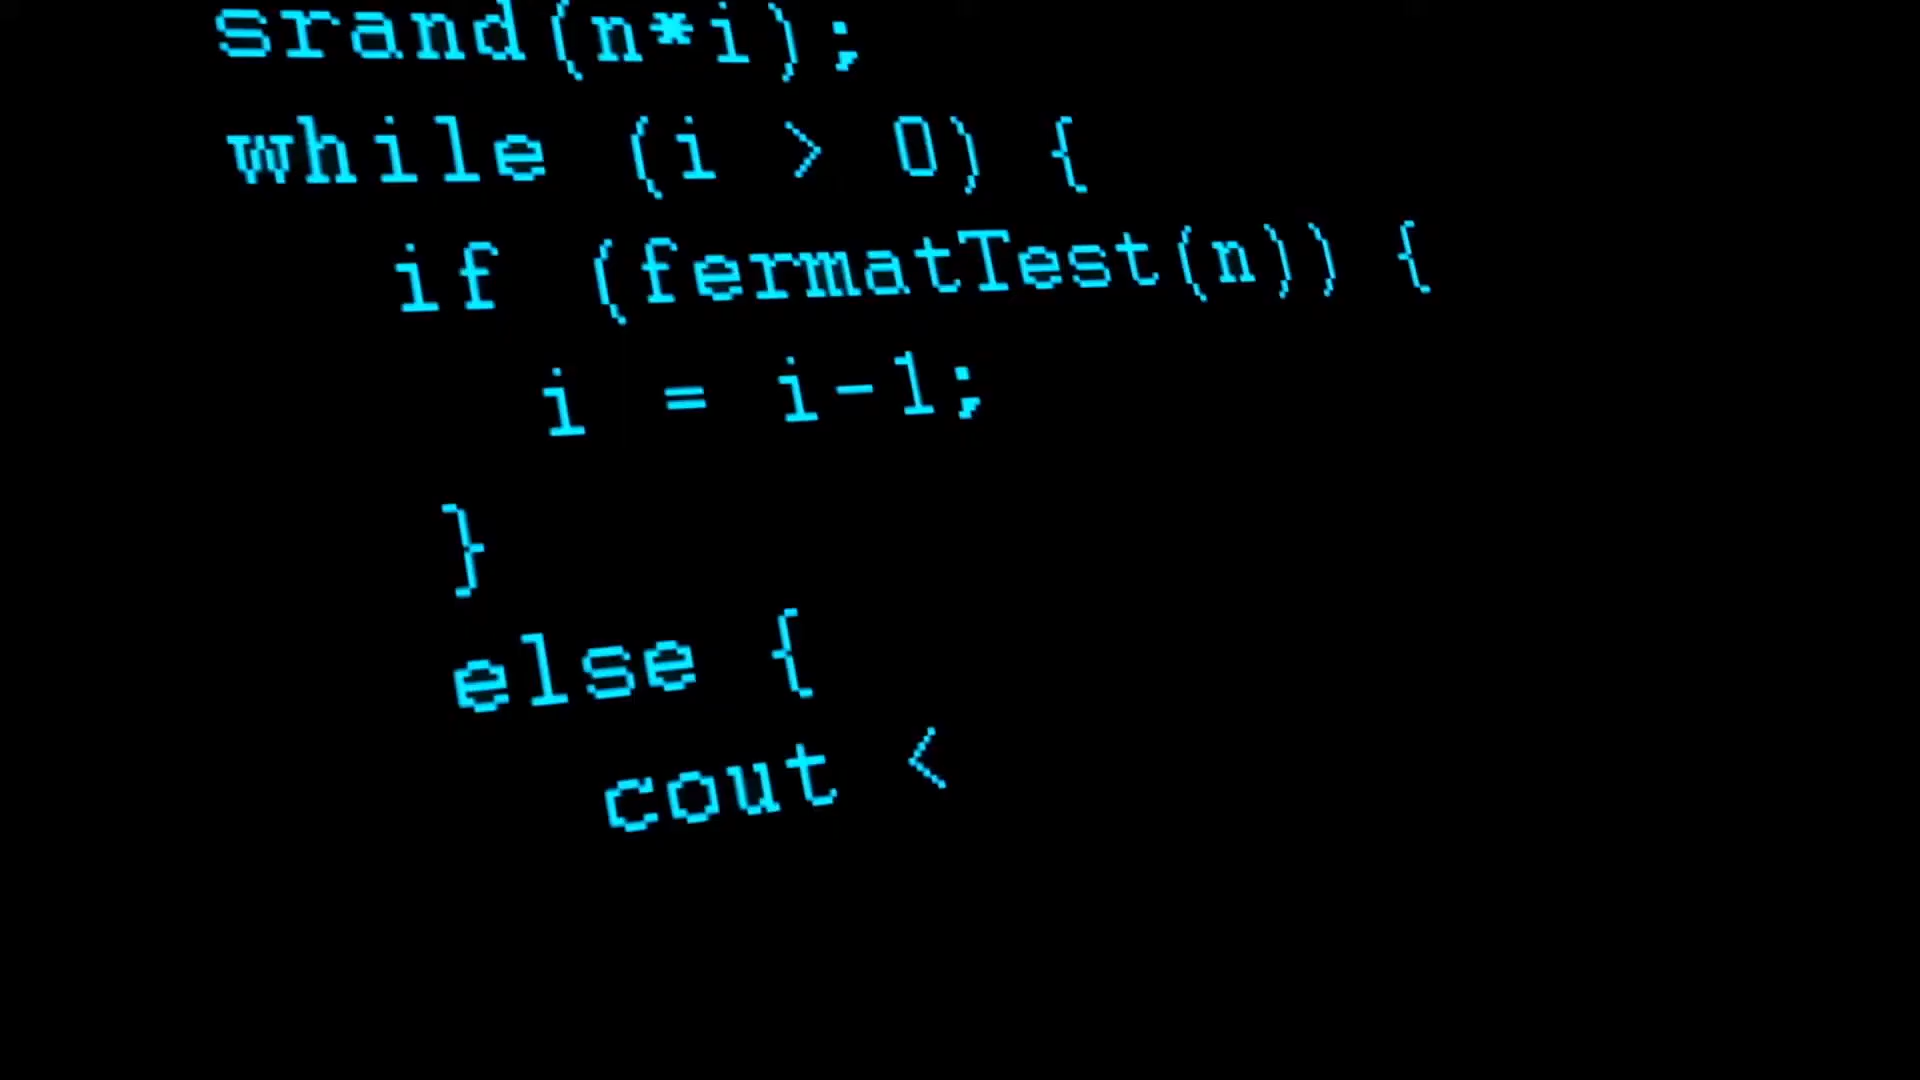 srand(n*i);
while (i > 0) {
if (fermatTest(n)) {
i = i-1;
}
else {
cout <